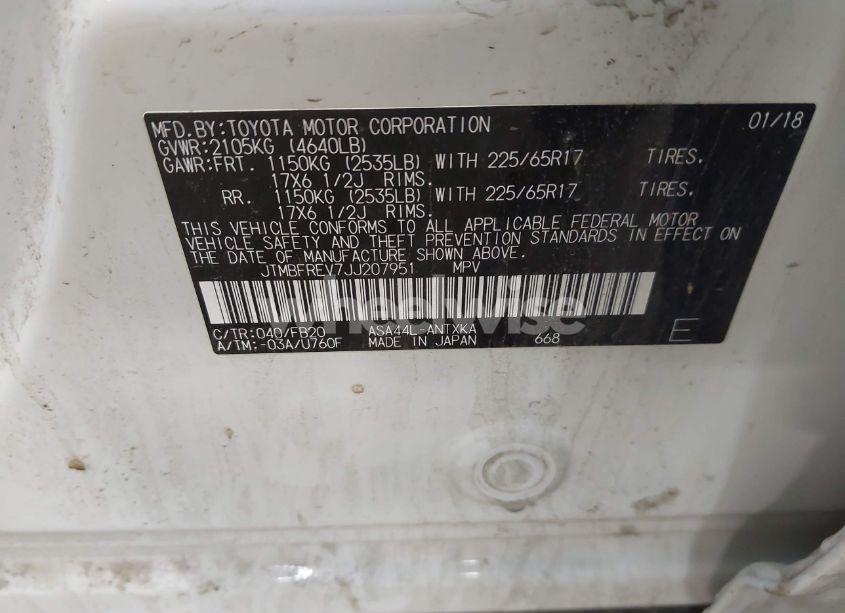 MFD.BY:TOYOTA MOTOR CORPORATION 01/18
GVWR:2105KG (4640LB)
GAWR:FRT. 1150KG (2535LB) WITH 225/65R17 TIRES.
17X6 1/2J RIMS.
RR. 1150KG (2535LB) WITH 225/65R17 TIRES.
17X6 1/2J RIMS.
THIS VEHICLE CONFORMS TO ALL APPLICABLE FEDERAL MOTOR
VEHICLE SAFETY AND THEFT PREVENTION STANDARDS IN EFFECT ON
THE DATE OF MANUFACTURE SHOWN ABOVE.
JTMBFREV7JJ207951 MPV
wheelwise
C/TR:040/FB20 ASA44L-ANTXKA
A/TM:-03A/U760F MADE IN JAPAN 668 E